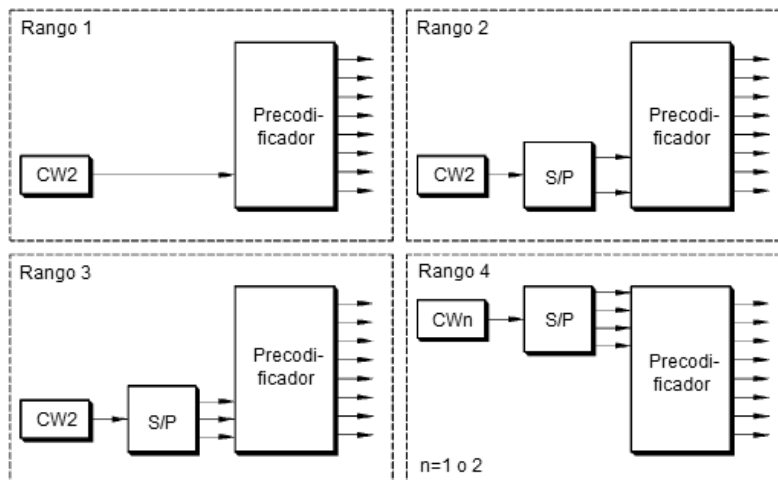 Rango 1
Precodi-
ficador
CW2
Rango 2
Precodi-
ficador
CW2
S/P
Rango 3
Precodi-
ficador
CW2
S/P
Rango 4
CWn
S/P
Precodi-
ficador
n=1 o 2